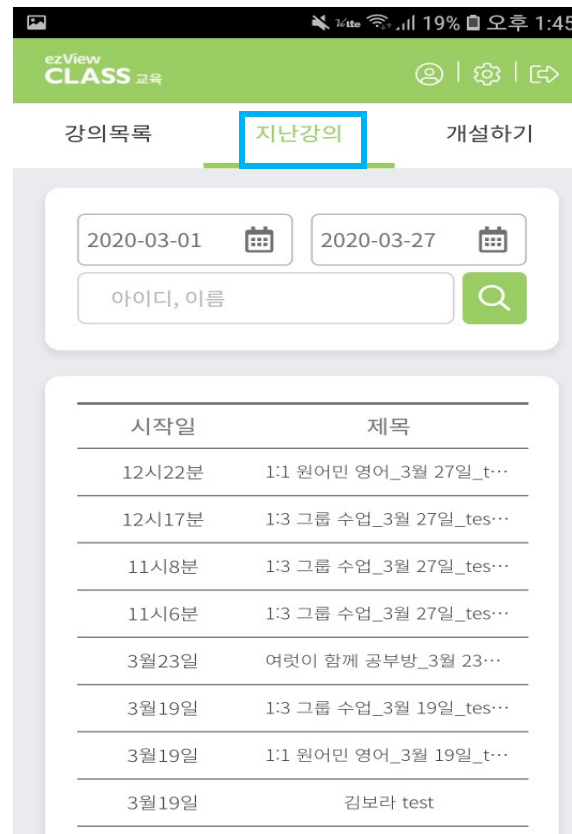 19% 오후 1:45
ezView
CLASS 교육
강의목록 지난강의 개설하기
2020-03-01 2020-03-27
아이디, 이름
시작일 제목
12시22분 1:1 원어민 영어_3월 27일_t···
12시17분 1:3 그룹 수업_3월 27일_tes···
11시8분 1:3 그룹 수업_3월 27일_tes···
11시6분 1:3 그룹 수업_3월 27일_tes···
3월23일 여럿이 함께 공부방_3월 23···
3월19일 1:3 그룹 수업_3월 19일_tes···
3월19일 1:1 원어민 영어_3월 19일_t···
3월19일 김보라 test